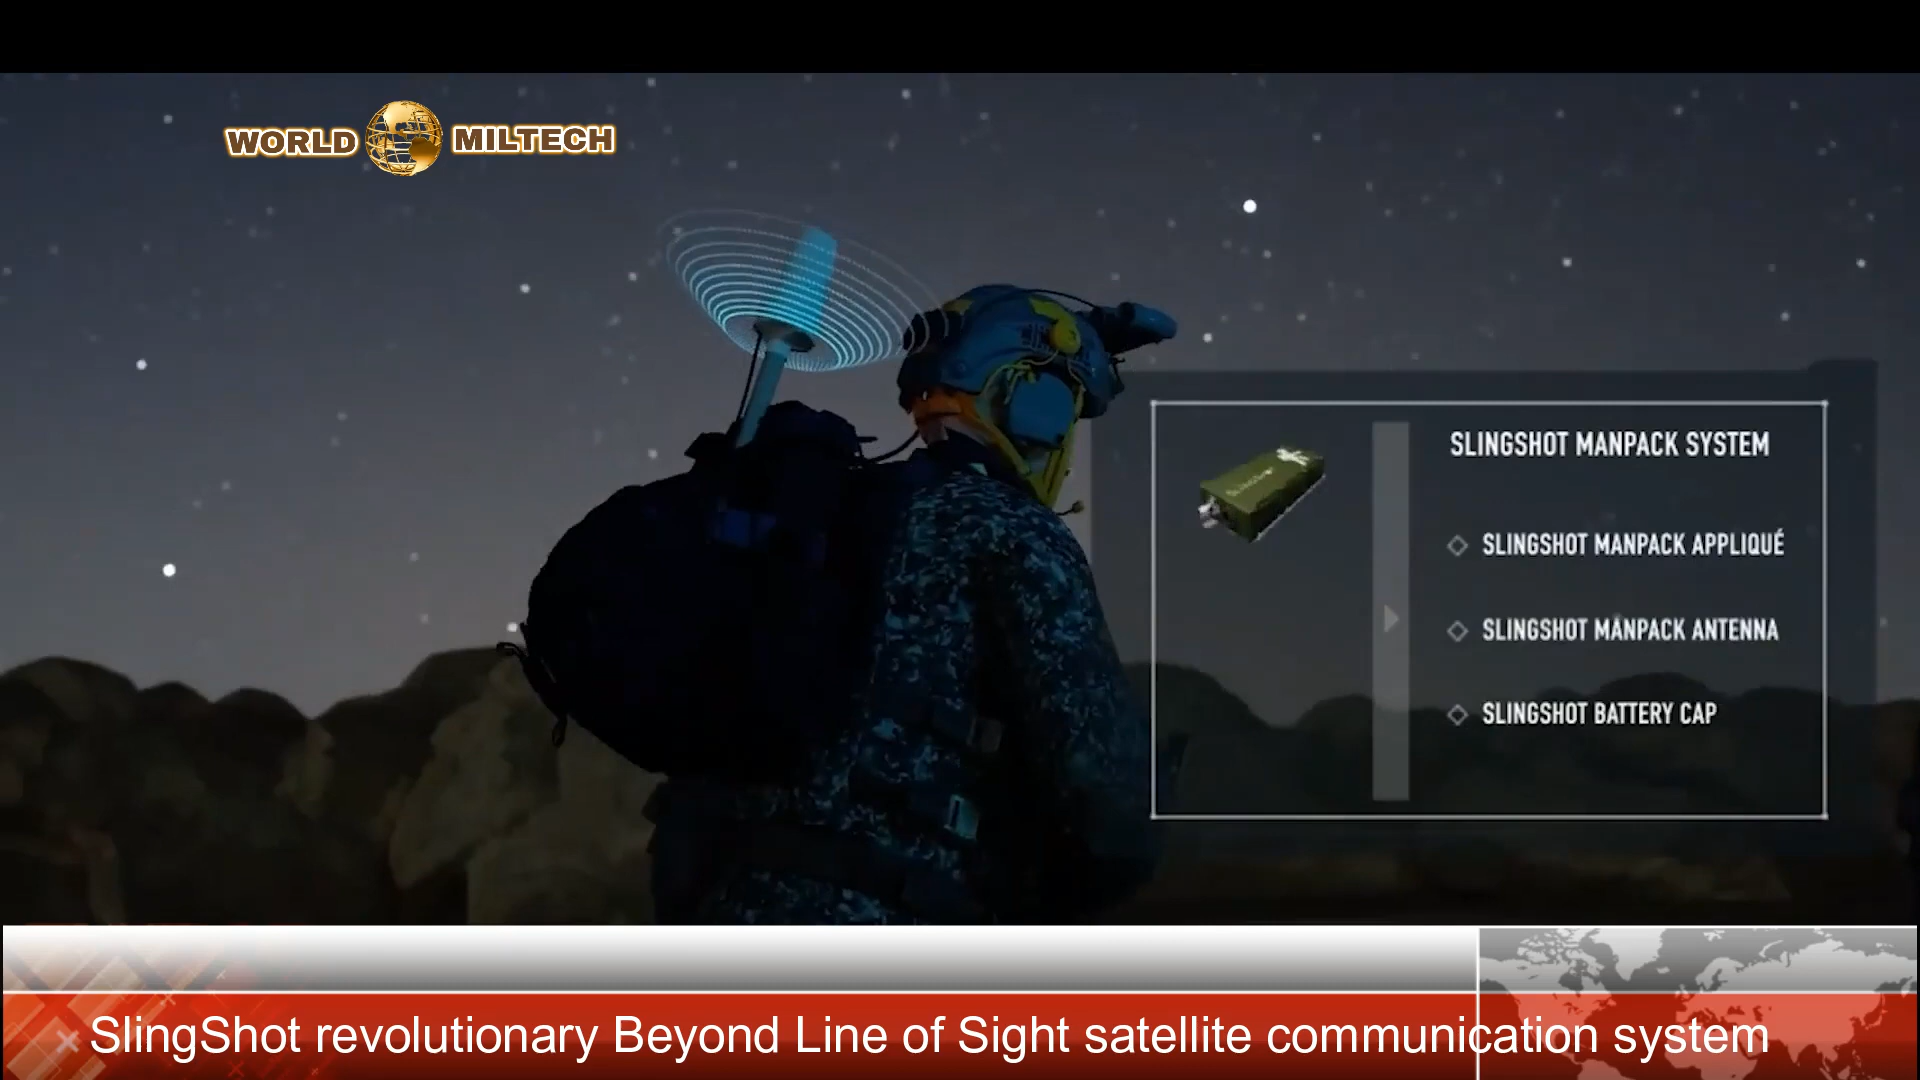 WORLD MILTECH
SLINGSHOT MANPACK SYSTEM
SLINGSHOT MANPACK APPLIQUÉ
SLINGSHOT MANPACK ANTENNA
SLINGSHOT BATTERY CAP
SlingShot revolutionary Beyond Line of Sight satellite communication system